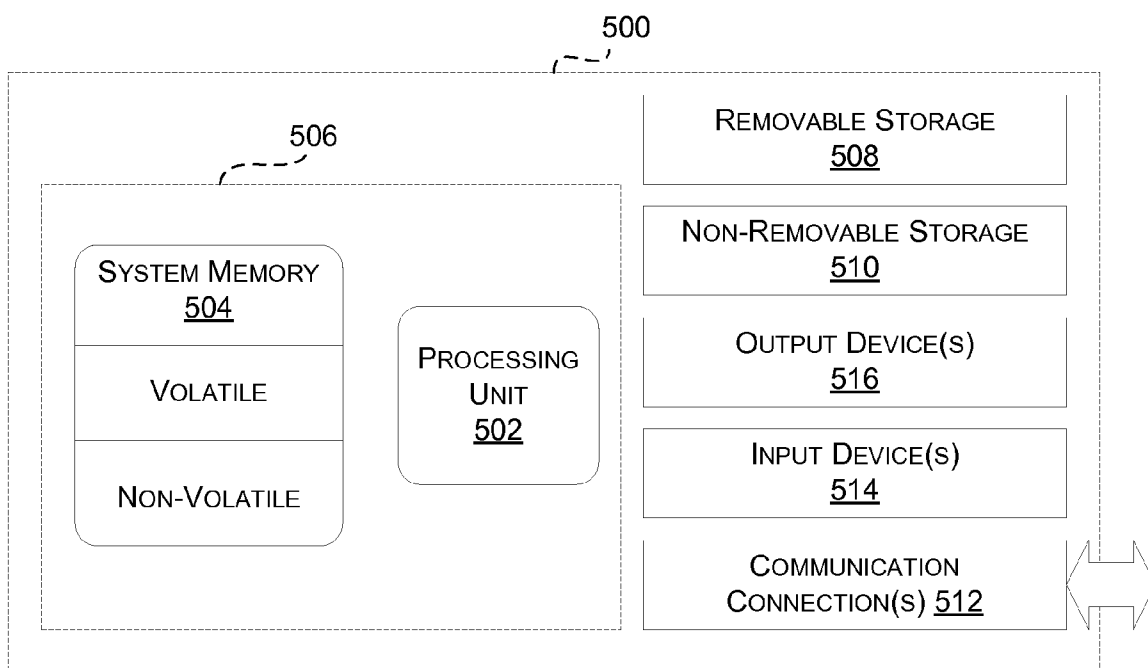 500
506
REMOVABLE STORAGE
508
NON-REMOVABLE STORAGE
510
SYSTEM MEMORY
504
VOLATILE
NON-VOLATILE
PROCESSING
UNIT
502
OUTPUT DEVICE(S)
516
INPUT DEVICE(S)
514
COMMUNICATION
CONNECTION(S) 512